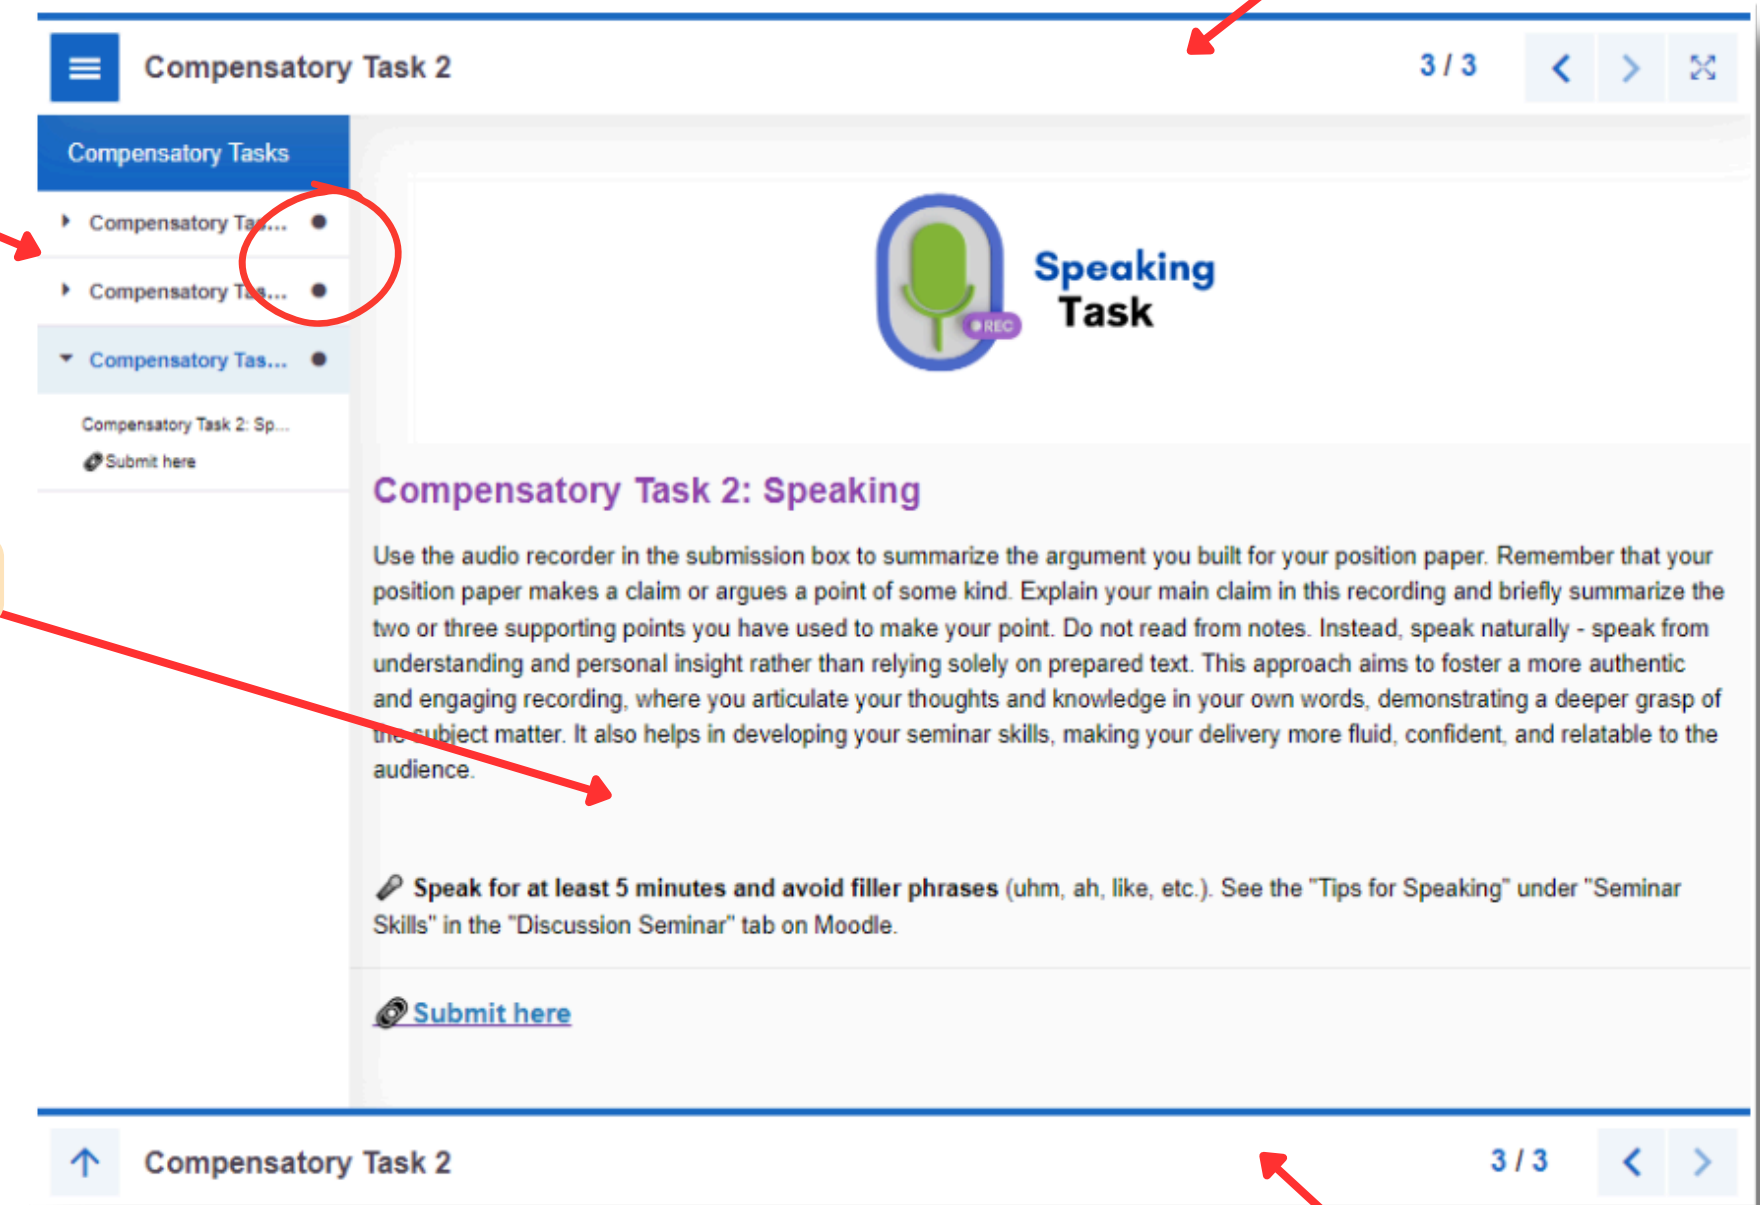 Compensatory Task 2
3 / 3
Compensatory Tasks
Compensatory Tas...
Compensatory Tas...
Compensatory Tas...
Compensatory Task 2: Sp...
Submit here
Speaking
Task
REC
Compensatory Task 2: Speaking
Use the audio recorder in the submission box to summarize the argument you built for your position paper. Remember that your
position paper makes a claim or argues a point of some kind. Explain your main claim in this recording and briefly summarize the
two or three supporting points you have used to make your point. Do not read from notes. Instead, speak naturally - speak from
understanding and personal insight rather than relying solely on prepared text. This approach aims to foster a more authentic
and engaging recording, where you articulate your thoughts and knowledge in your own words, demonstrating a deeper grasp of
the subject matter. It also helps in developing your seminar skills, making your delivery more fluid, confident, and relatable to the
audience.
Speak for at least 5 minutes and avoid filler phrases (uhm, ah, like, etc.). See the "Tips for Speaking" under "Seminar
Skills" in the "Discussion Seminar" tab on Moodle.
Submit here
Compensatory Task 2
3 / 3